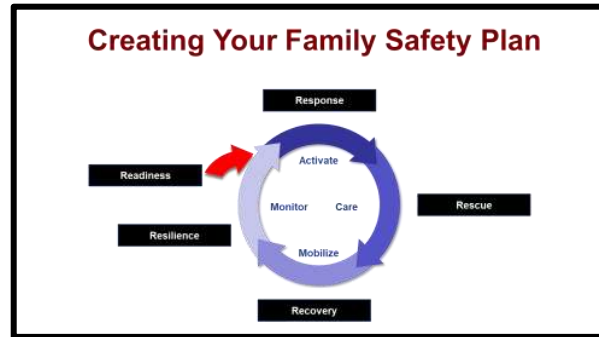 Creating Your Family Safety Plan
Response
Activate
Readiness
Monitor Care
Rescue
Resilience
Mobilize
Recovery